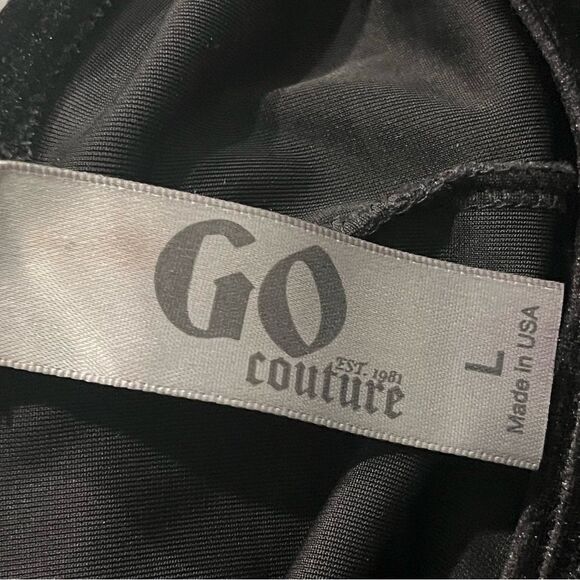 GO
EST. 1981
couture
L
Made In USA